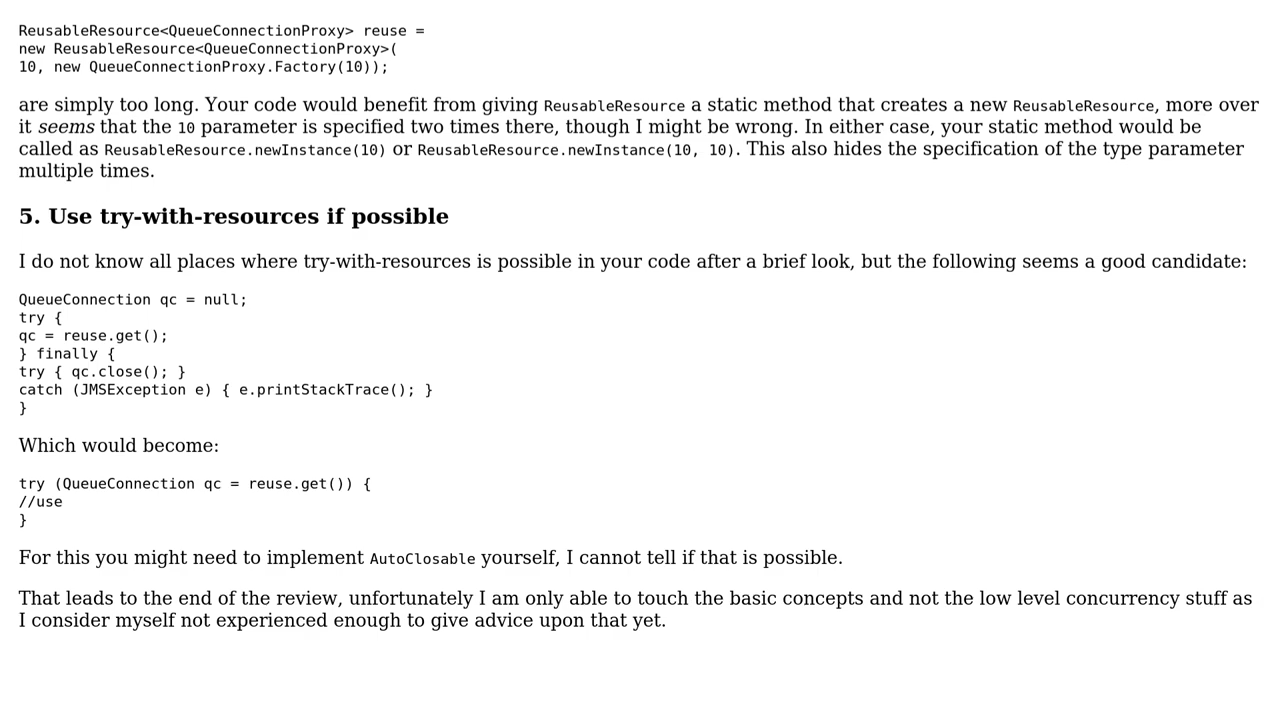 ReusableResource<QueueConnectionProxy> reuse =
new ReusableResource<QueueConnectionProxy>(
10, new QueueConnectionProxy.Factory(10));
are simply too long. Your code would benefit from giving ReusableResource a static method that creates a new ReusableResource, more over
it seems that the 10 parameter is specified two times there, though I might be wrong. In either case, your static method would be
called as ReusableResource.newInstance(10) or ReusableResource.newInstance(10, 10). This also hides the specification of the type parameter
multiple times.
5. Use try-with-resources if possible
I do not know all places where try-with-resources is possible in your code after a brief look, but the following seems a good candidate:
QueueConnection qc = null;
try {
qc = reuse.get();
} finally {
try { qc.close(); }
catch (JMSException e) { e.printStackTrace(); }
}
Which would become:
try (QueueConnection qc = reuse.get()) {
//use
}
For this you might need to implement AutoClosable yourself, I cannot tell if that is possible.
That leads to the end of the review, unfortunately I am only able to touch the basic concepts and not the low level concurrency stuff as
I consider myself not experienced enough to give advice upon that yet.